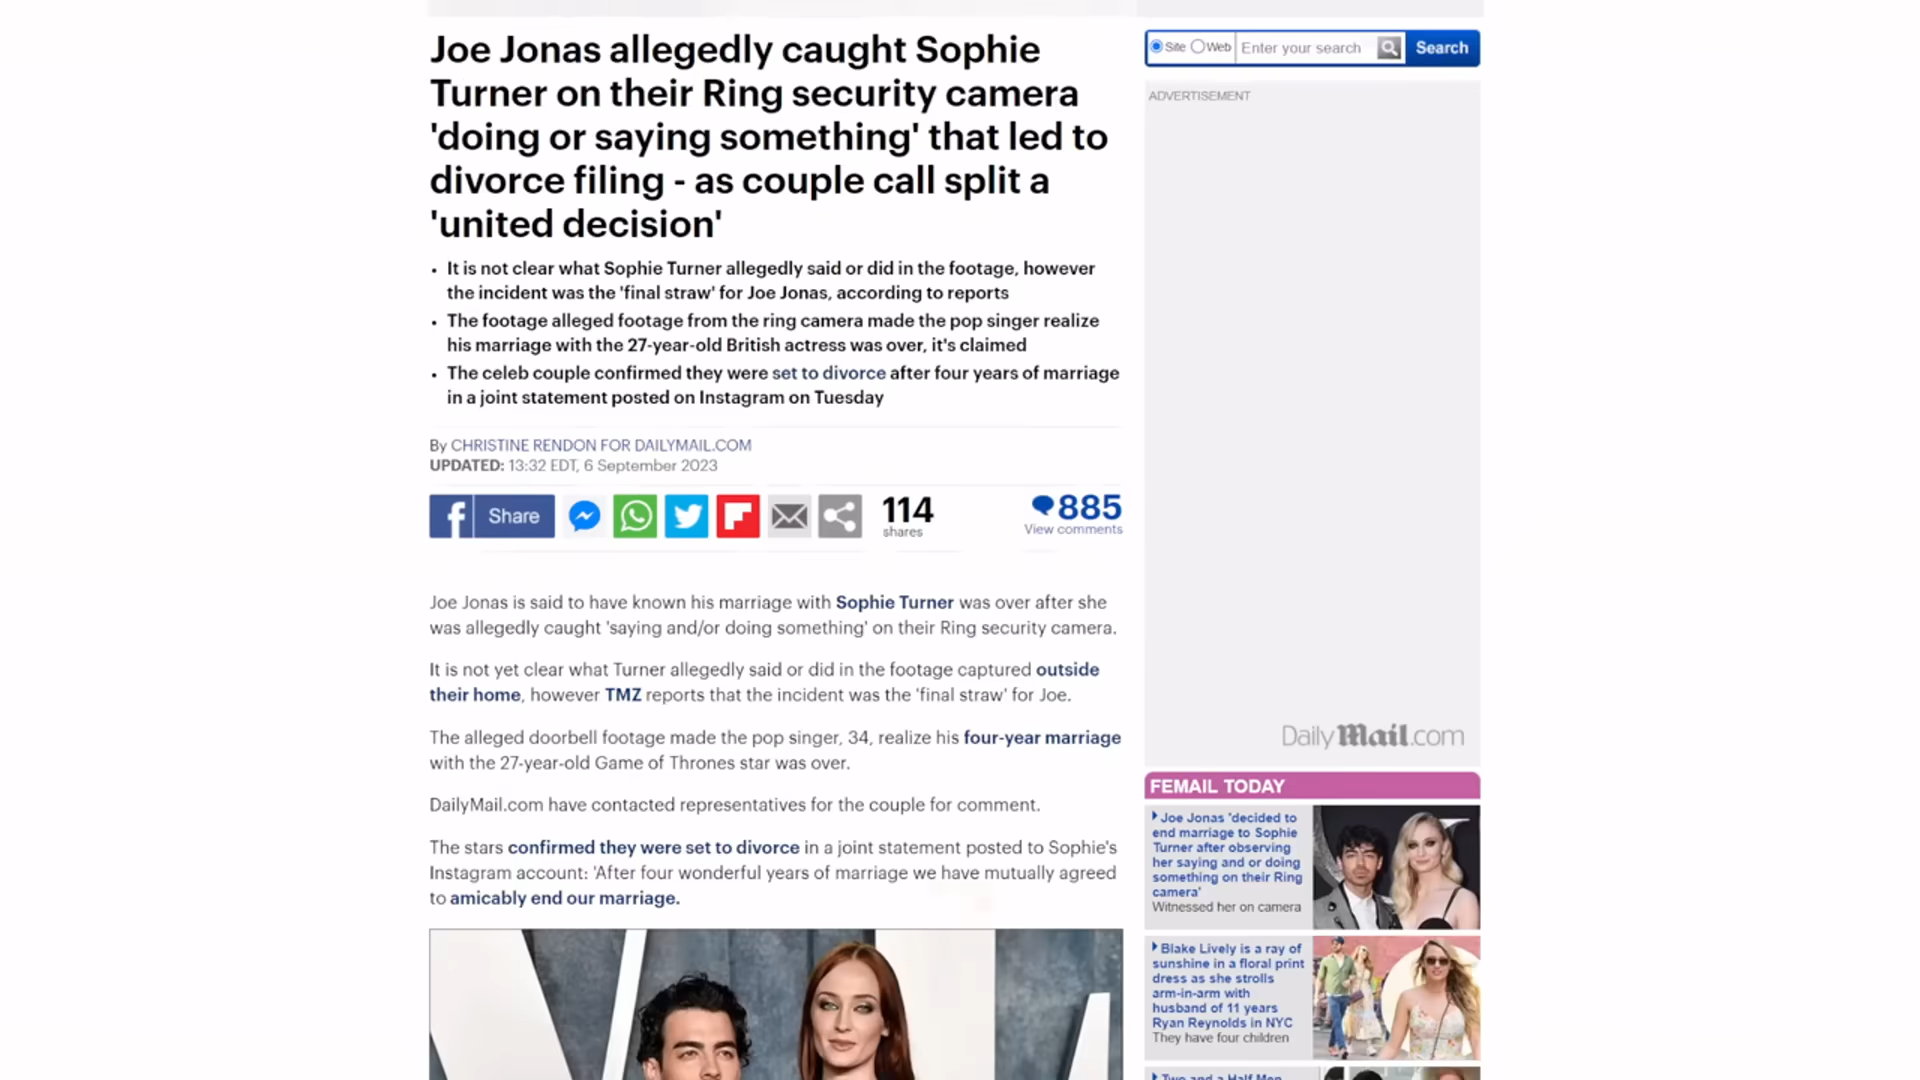 Joe Jonas allegedly caught Sophie
Turner on their Ring security camera
'doing or saying something' that led to
divorce filing - as couple call split a
'united decision'
• It is not clear what Sophie Turner allegedly said or did in the footage, however
the incident was the 'final straw' for Joe Jonas, according to reports
• The footage alleged footage from the ring camera made the pop singer realize
his marriage with the 27-year-old British actress was over, it's claimed
• The celeb couple confirmed they were set to divorce after four years of marriage
in a joint statement posted on Instagram on Tuesday
By CHRISTINE RENDON FOR DAILYMAIL.COM
UPDATED: 13:32 EDT, 6 September 2023
Share
114
shares
885
View comments
Joe Jonas is said to have known his marriage with Sophie Turner was over after she
was allegedly caught 'saying and/or doing something' on their Ring security camera.
It is not yet clear what Turner allegedly said or did in the footage captured outside
their home, however TMZ reports that the incident was the 'final straw' for Joe.
The alleged doorbell footage made the pop singer, 34, realize his four-year marriage
with the 27-year-old Game of Thrones star was over.
DailyMail.com have contacted representatives for the couple for comment.
The stars confirmed they were set to divorce in a joint statement posted to Sophie's
Instagram account: 'After four wonderful years of marriage we have mutually agreed
to amicably end our marriage.
Site Web Enter your search Search
ADVERTISEMENT
DailyMail.com
FEMAIL TODAY
Joe Jonas 'decided to
end marriage to Sophie
Turner after observing
her saying and or doing
something on their Ring
camera'
Witnessed her on camera
Blake Lively is a ray of
sunshine in a floral print
dress as she strolls
arm-in-arm with
husband of 11 years
Ryan Reynolds in NYC
They have four children
Two and a Half Men